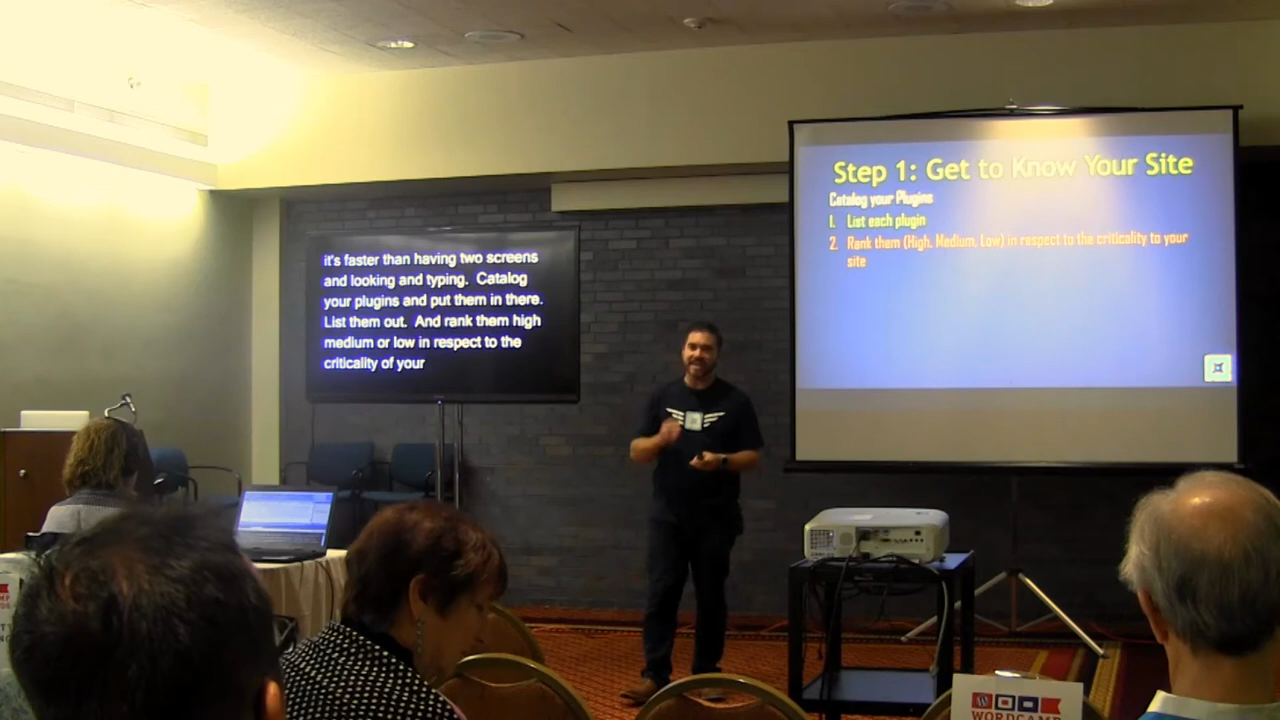 it's faster than having two screens
and looking and typing. Catalog
your plugins and put them in there.
List them out. And rank them high
medium or low in respect to the
criticality of your
Step 1: Get to Know Your Site
Catalog your Plugins
1. List each plugin
2. Rank them (High, Medium, Low) in respect to the criticality to your
site
WORDCAMP